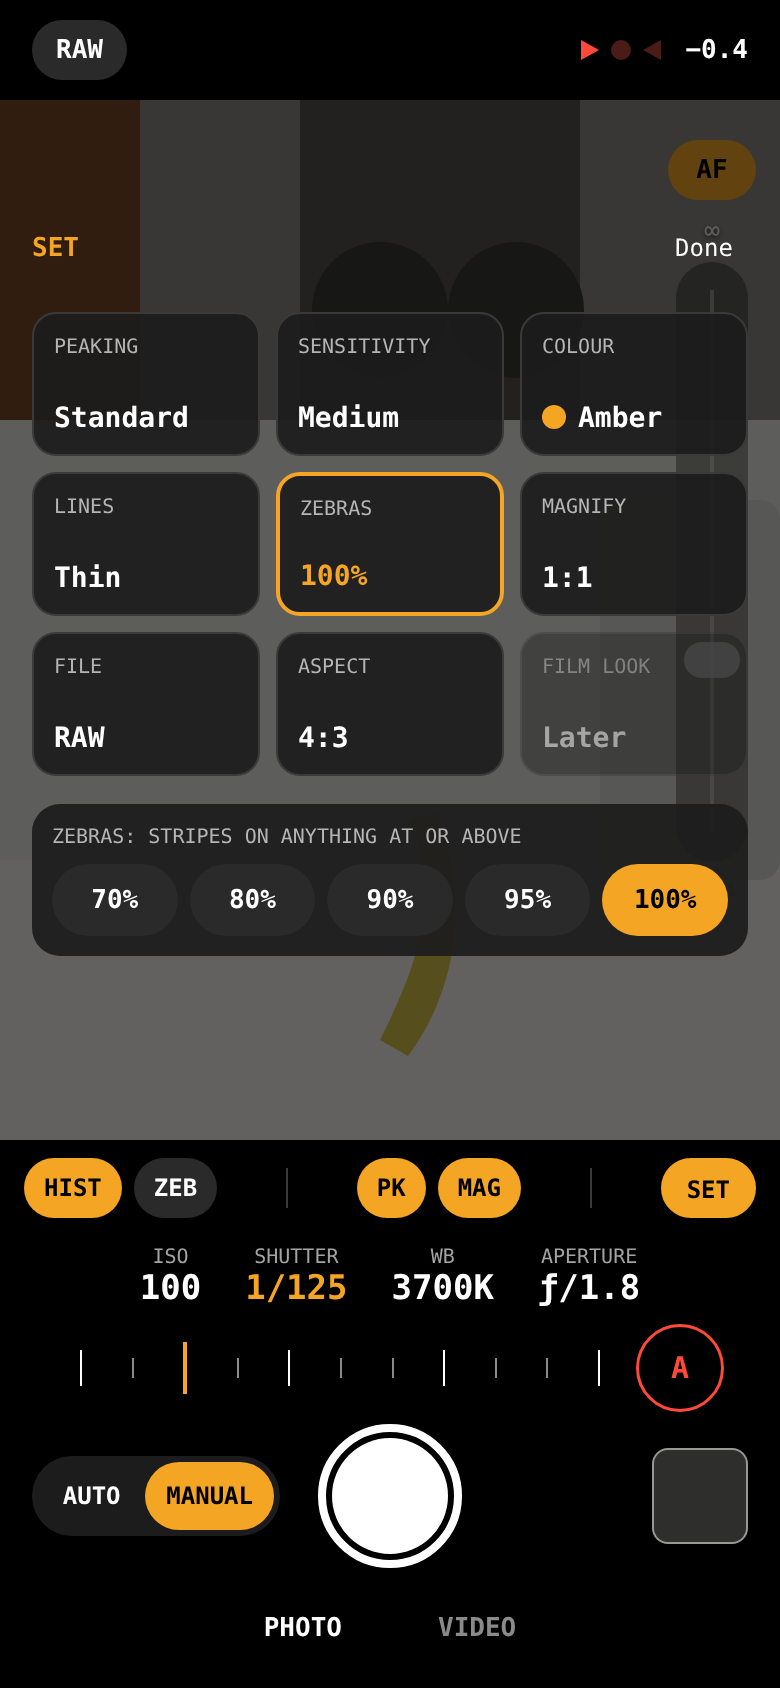 RAW
−0.4
AF
∞
SET
Done
PEAKING
SENSITIVITY
COLOUR
Standard
Medium
Amber
LINES
ZEBRAS
MAGNIFY
Thin
100%
1:1
FILE
ASPECT
FILM LOOK
RAW
4:3
Later
ZEBRAS: STRIPES ON ANYTHING AT OR ABOVE
70%
80%
90%
95%
100%
HIST
ZEB
PK
MAG
SET
ISO
SHUTTER
WB
APERTURE
100
1/125
3700K
ƒ/1.8
A
AUTO
MANUAL
PHOTO
VIDEO